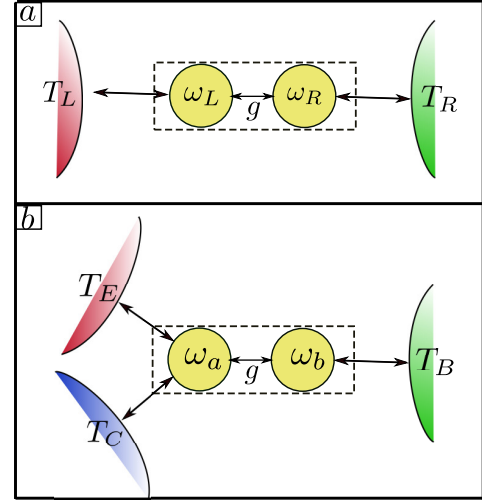 a
T_L ω_L g ω_R T_R
b
T_E
ω_a g ω_b T_B
T_C